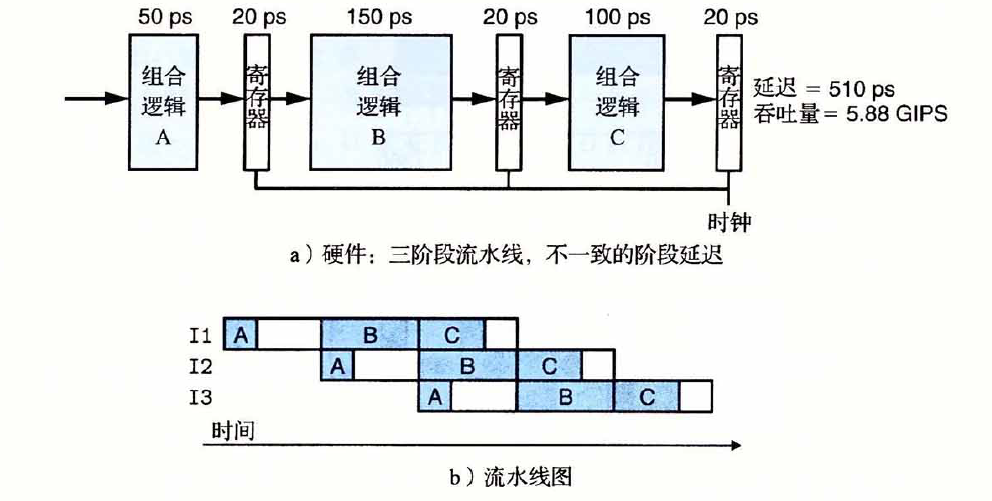 50 ps 20 ps 150 ps 20 ps 100 ps 20 ps
组合逻辑 A
寄存器
组合逻辑 B
寄存器
组合逻辑 C
寄存器
延迟 = 510 ps
吞吐量 = 5.88 GIPS
时钟
a）硬件：三阶段流水线，不一致的阶段延迟
I1 A B C
I2 A B C
I3 A B C
时间
b）流水线图